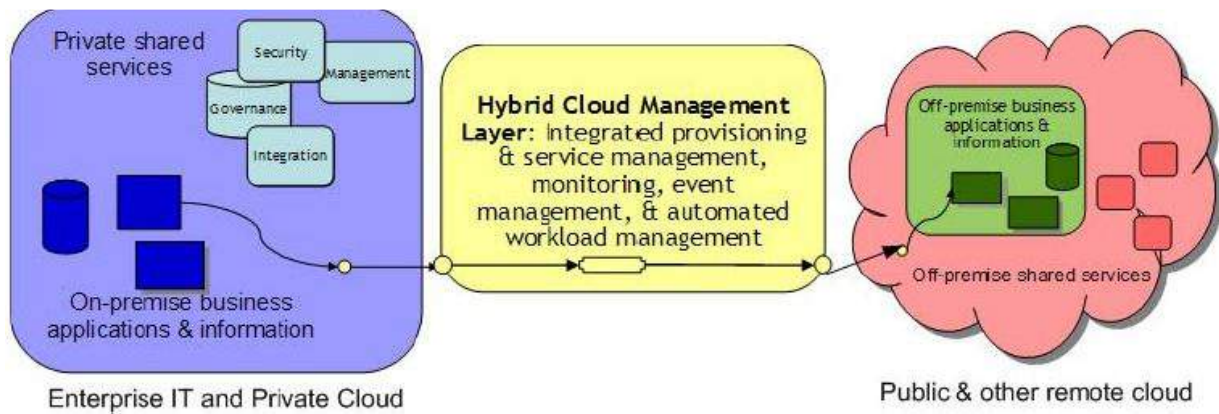 Private shared
services
Security
Management
Governance
Integration
On-premise business
applications & information
Enterprise IT and Private Cloud
Hybrid Cloud Management
Layer: Integrated provisioning
& service management,
monitoring, event
management, & automated
workload management
Off-premise business
applications &
information
Off-premise shared services
Public & other remote cloud